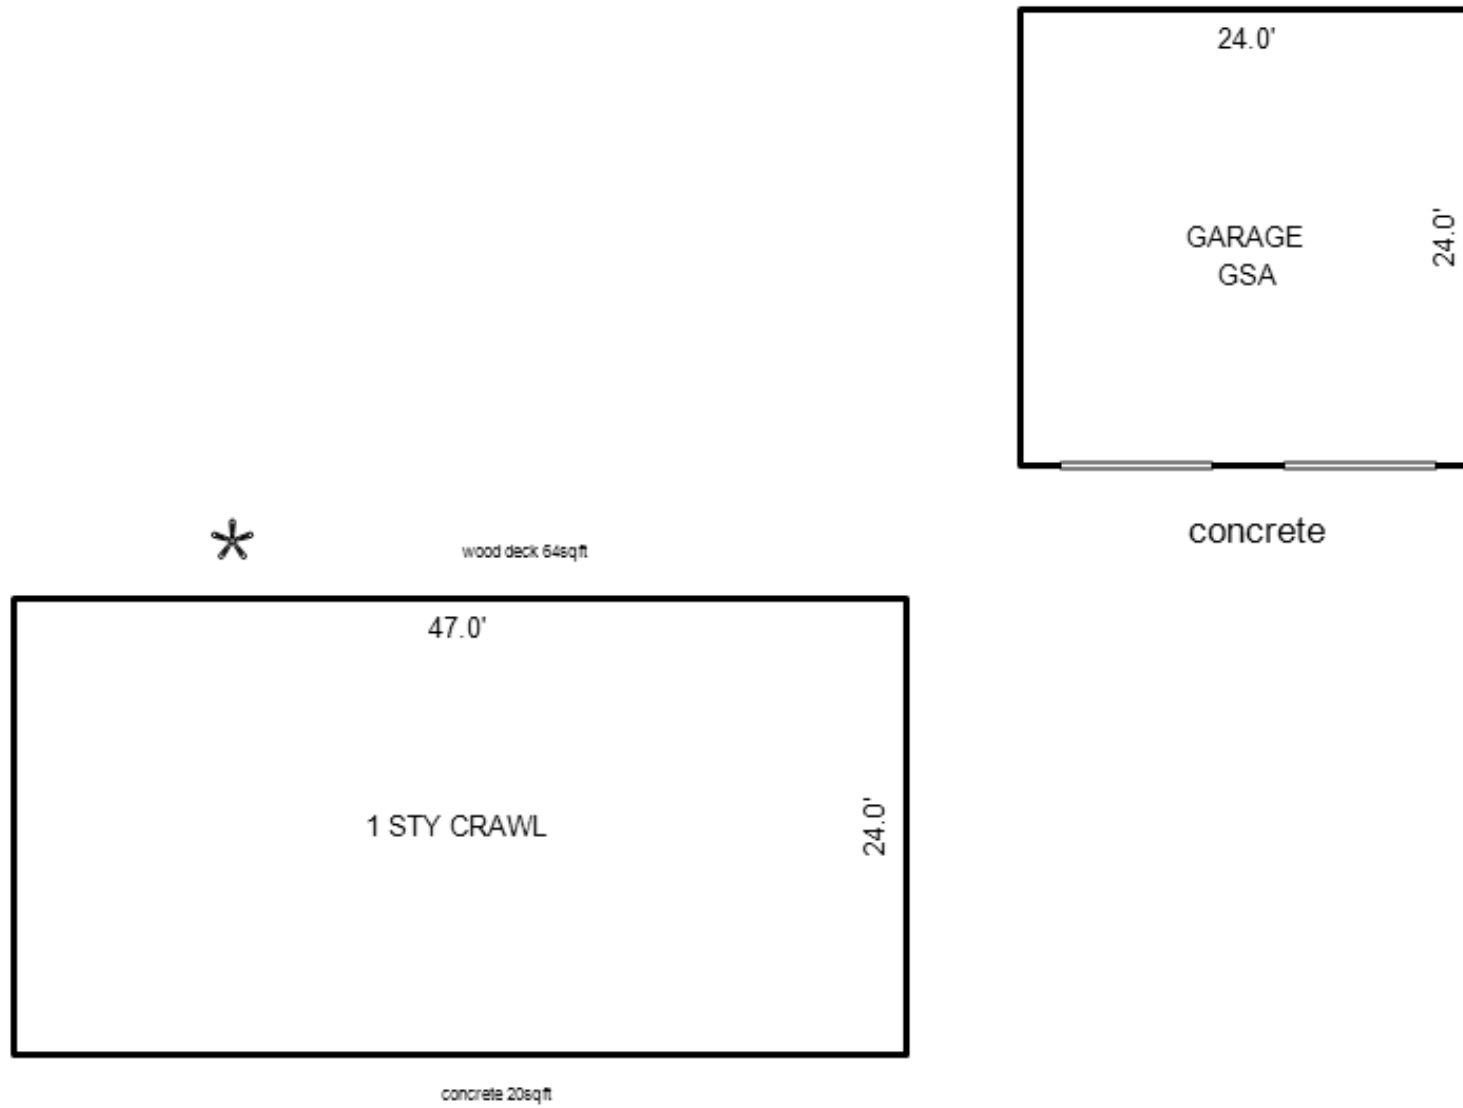 24.0'
GARAGE
GSA
24.0'
concrete
wood deck 64sqft
47.0'
1 STY CRAWL
24.0'
concrete 20sqft